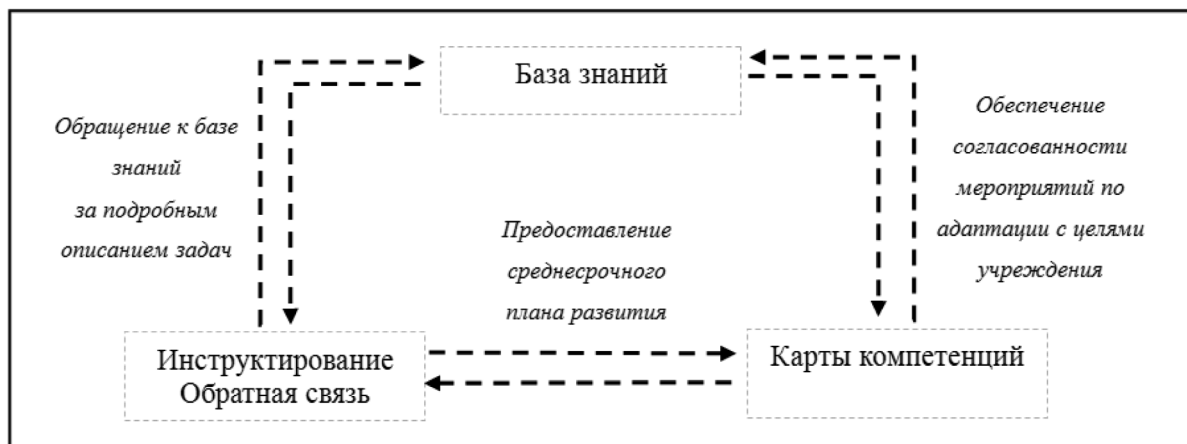 База знаний
Обращение к базе
знаний
за подробным
описанием задач
Предоставление
среднесрочного
плана развития
Обеспечение
согласованности
мероприятий по
адаптации с целями
учреждения
Инструктирование
Обратная связь
Карты компетенций